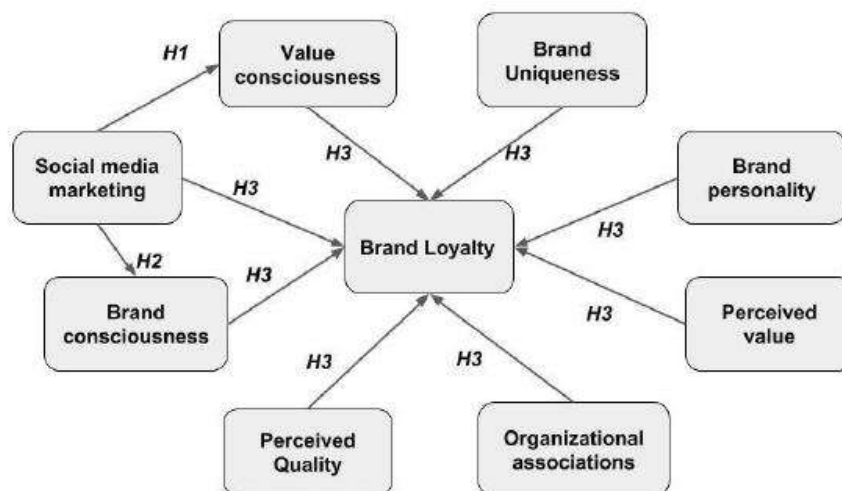 H1
Value
consciousness
Brand
Uniqueness
H3
H3
Social media
marketing
H3
Brand
personality
Brand Loyalty
H3
H2
H3
Brand
consciousness
H3
Perceived
value
H3
H3
Perceived
Quality
Organizational
associations